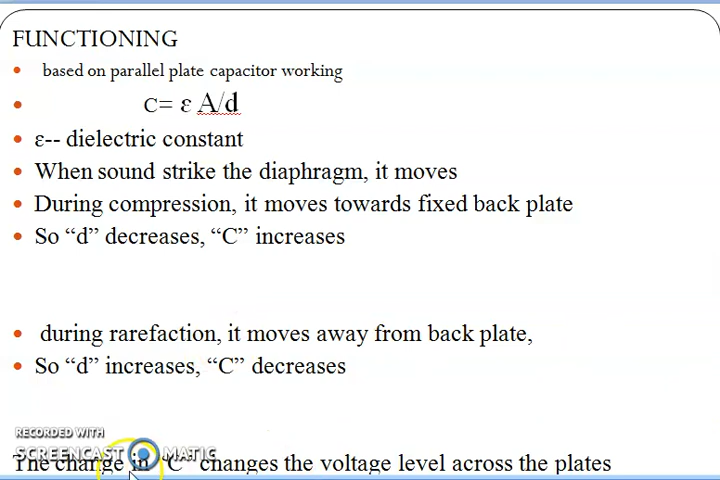 FUNCTIONING
• based on parallel plate capacitor working
• C= ε A/d
• ε-- dielectric constant
• When sound strike the diaphragm, it moves
• During compression, it moves towards fixed back plate
• So “d” decreases, “C” increases
• during rarefaction, it moves away from back plate,
• So “d” increases, “C” decreases
RECORDED WITH
SCREENCAST MATIC
The change in “C” changes the voltage level across the plates